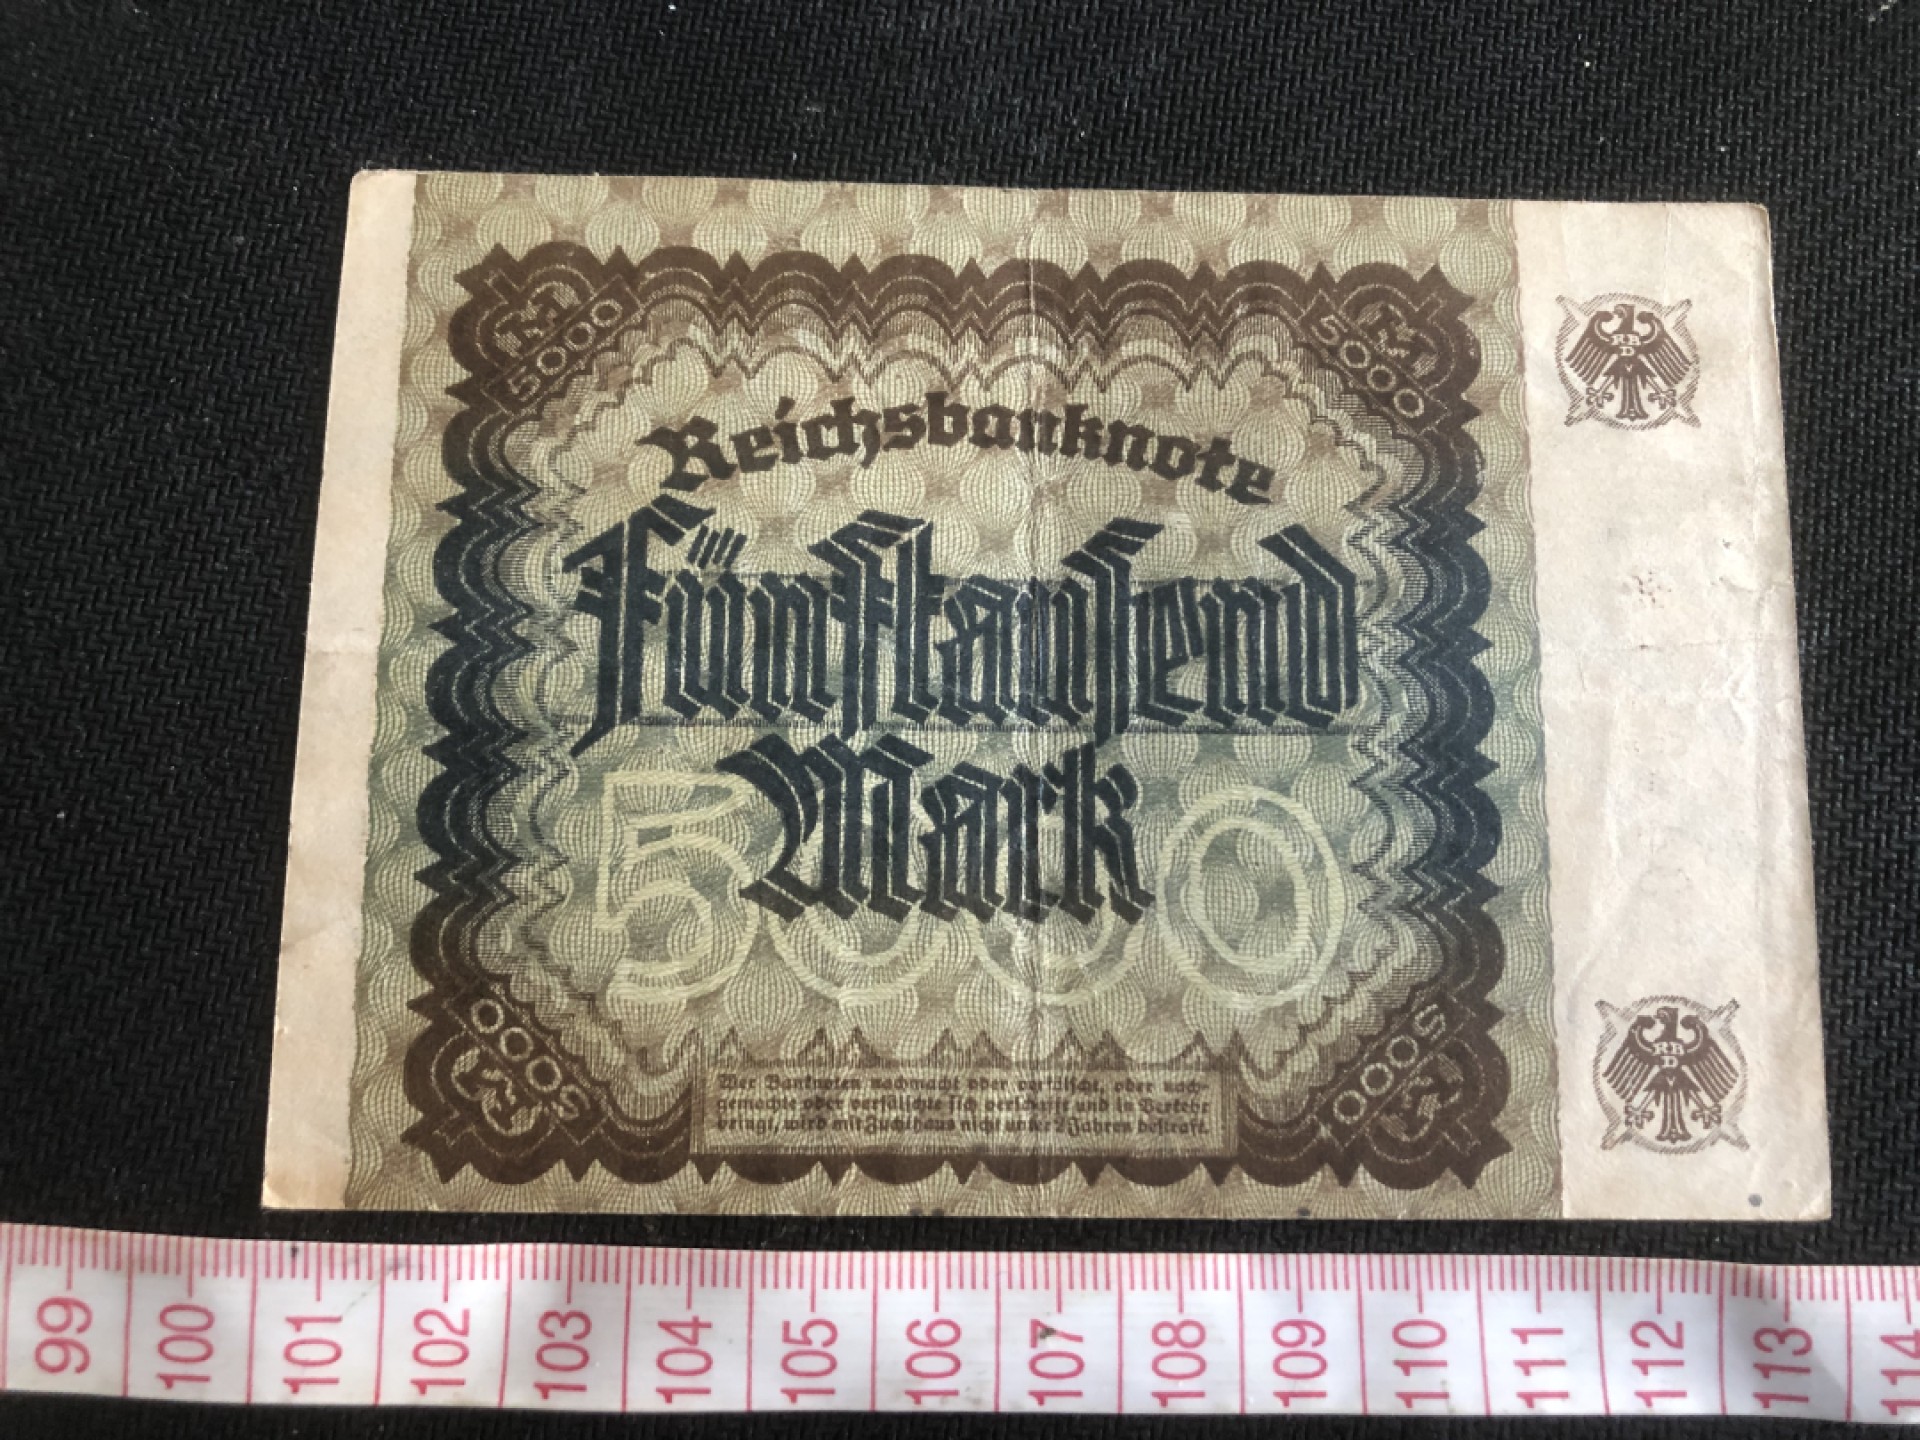 M 5000
M 5000
Reichsbanknote
Fünftausend
Mark
5000
5000 M
5000 M
Wer Banknoten nachmacht oder verfälscht, oder nach-
gemachte oder verfälschte sich verschafft und in Verkehr
bringt, wird mit Zuchthaus nicht unter 2 Jahren bestraft.
RBD
RBD
99 100 101 102 103 104 105 106 107 108 109 110 111 112 113 114